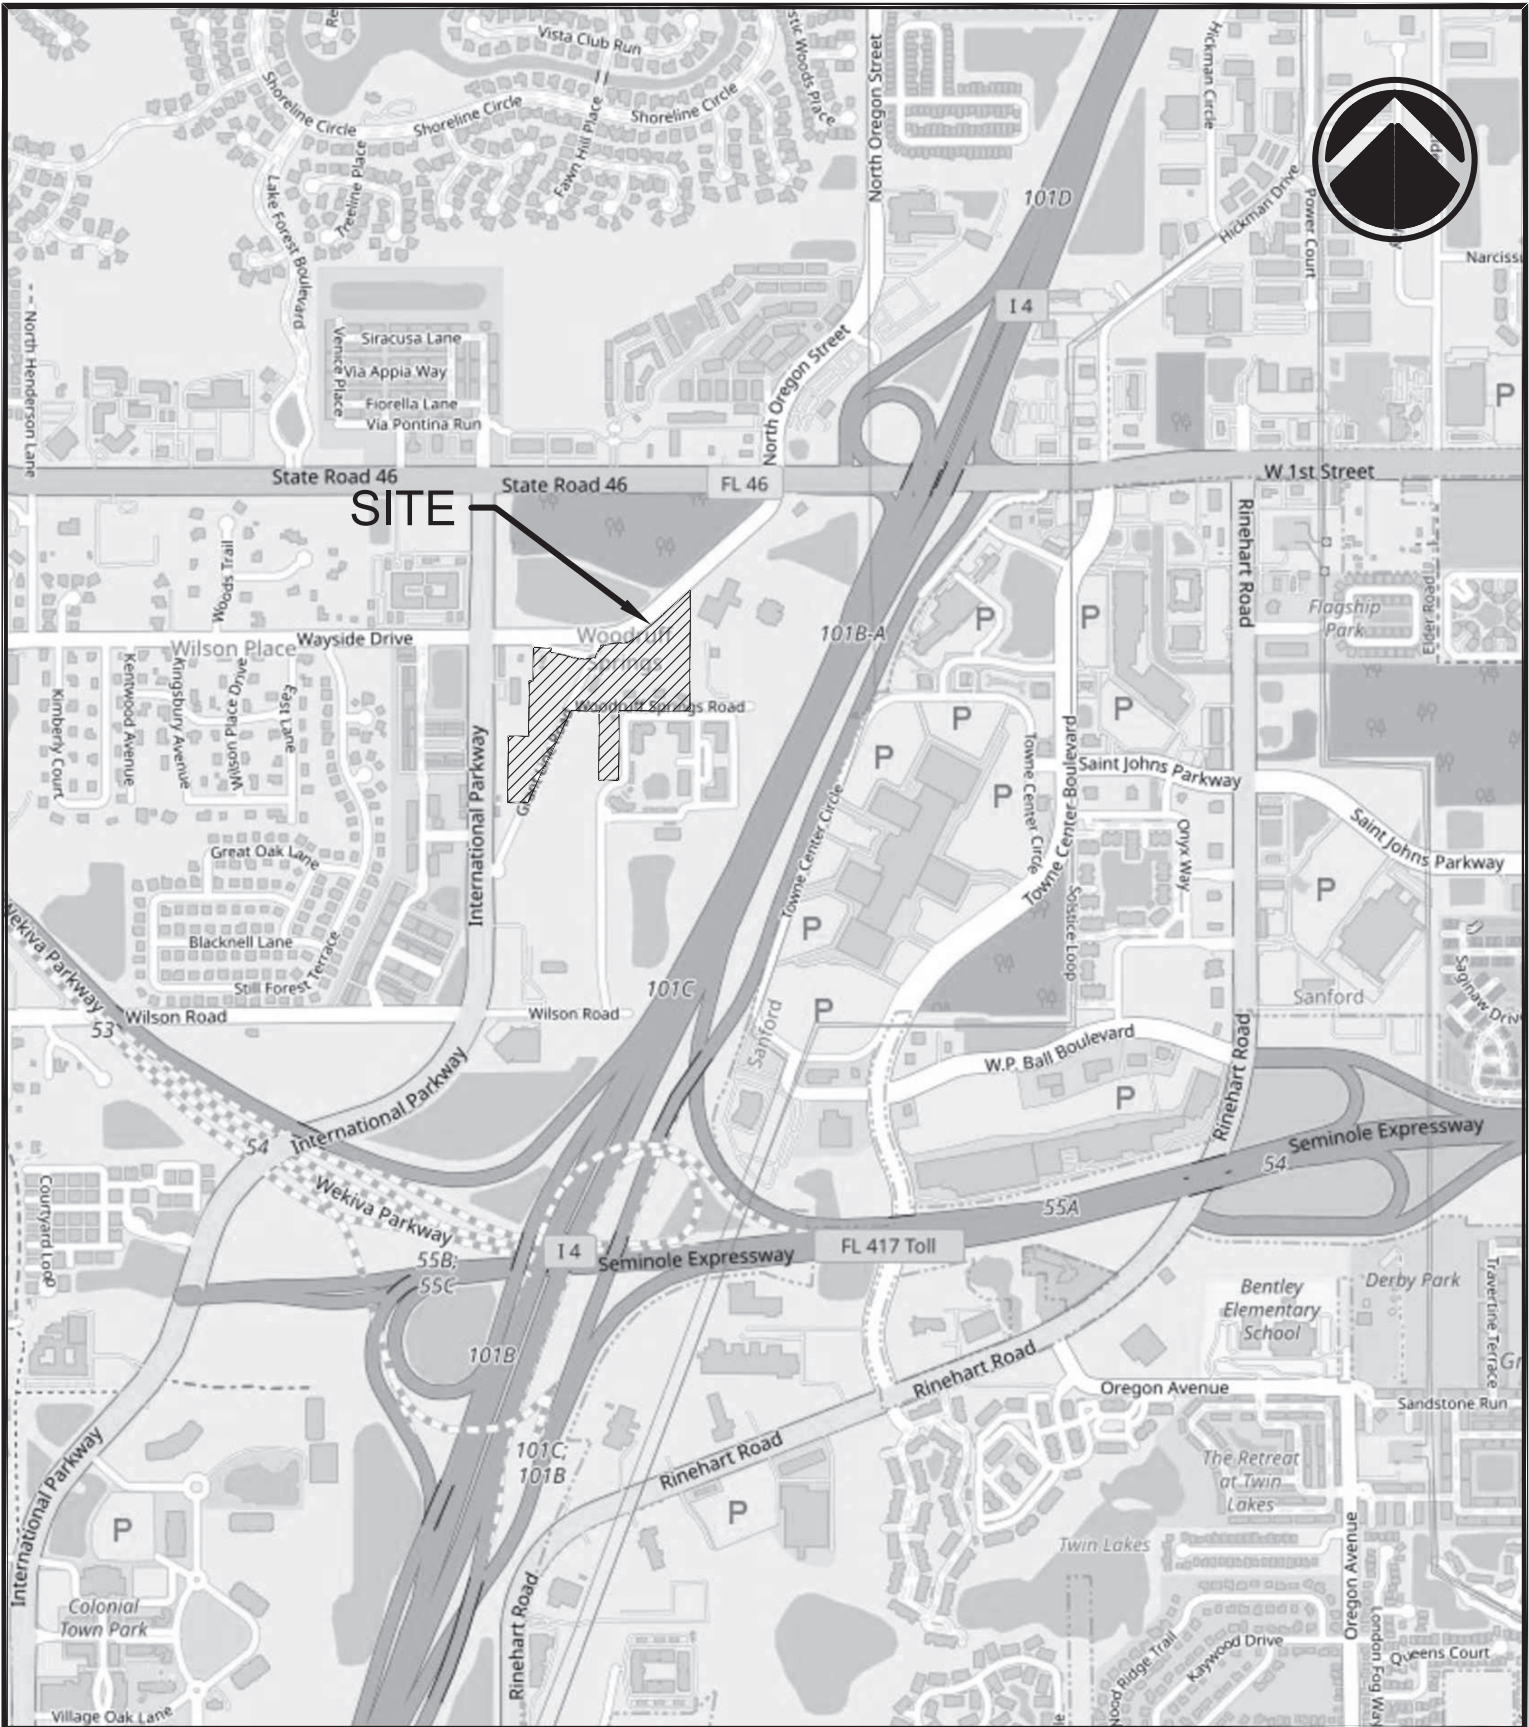 Vista Club Run
Shoreline Circle
Shoreline Circle
Shoreline Circle
Fawn Hill Place
Treeline Place
Lake Forest Boulevard
North Oregon Street
Hickman Circle
101D
Hickman Drive
Power Court
I 4
North Henderson Lane
Venice Place
Siracusa Lane
Via Appia Way
Fiorella Lane
Via Pontina Run
North Oregon Street
P
State Road 46
State Road 46
FL 46
W 1st Street
SITE
Woods Trail
Wilson Place
Wayside Drive
Woodruff
Springs
101B-A
P
P
Rinehart Road
Flagship
Park
Elder Road
Kimberly Court
Kentwood Avenue
Kingsbury Avenue
Wilson Place Drive
East Lane
International Parkway
Woodruff Springs Road
P
P
P
P
Towne Center Circle
Towne Center Circle
Towne Center Boulevard
Saint Johns Parkway
Saint Johns Parkway
Great Oak Lane
Onyx Way
P
Blacknell Lane
Still Forest Terrace
P
Solstice Loop
Wekiva Parkway
101C
Sanford
53
Wilson Road
Wilson Road
P
Sanford
W.P. Ball Boulevard
P
Rinehart Road
International Parkway
54
Seminole Expressway
54
Wekiva Parkway
55A
Courtyard Loop
55B;
55C
I 4
Seminole Expressway
FL 417 Toll
Bentley
Elementary
School
Derby Park
Travertine Terrace
101B
Rinehart Road
Oregon Avenue
Sandstone Run
International Parkway
101C;
101B
Rinehart Road
The Retreat
at Twin
Lakes
P
P
Twin Lakes
Oregon Avenue
Colonial
Town Park
Rinehart Road
Kaywood Drive
Queens Court
Village Oak Lane